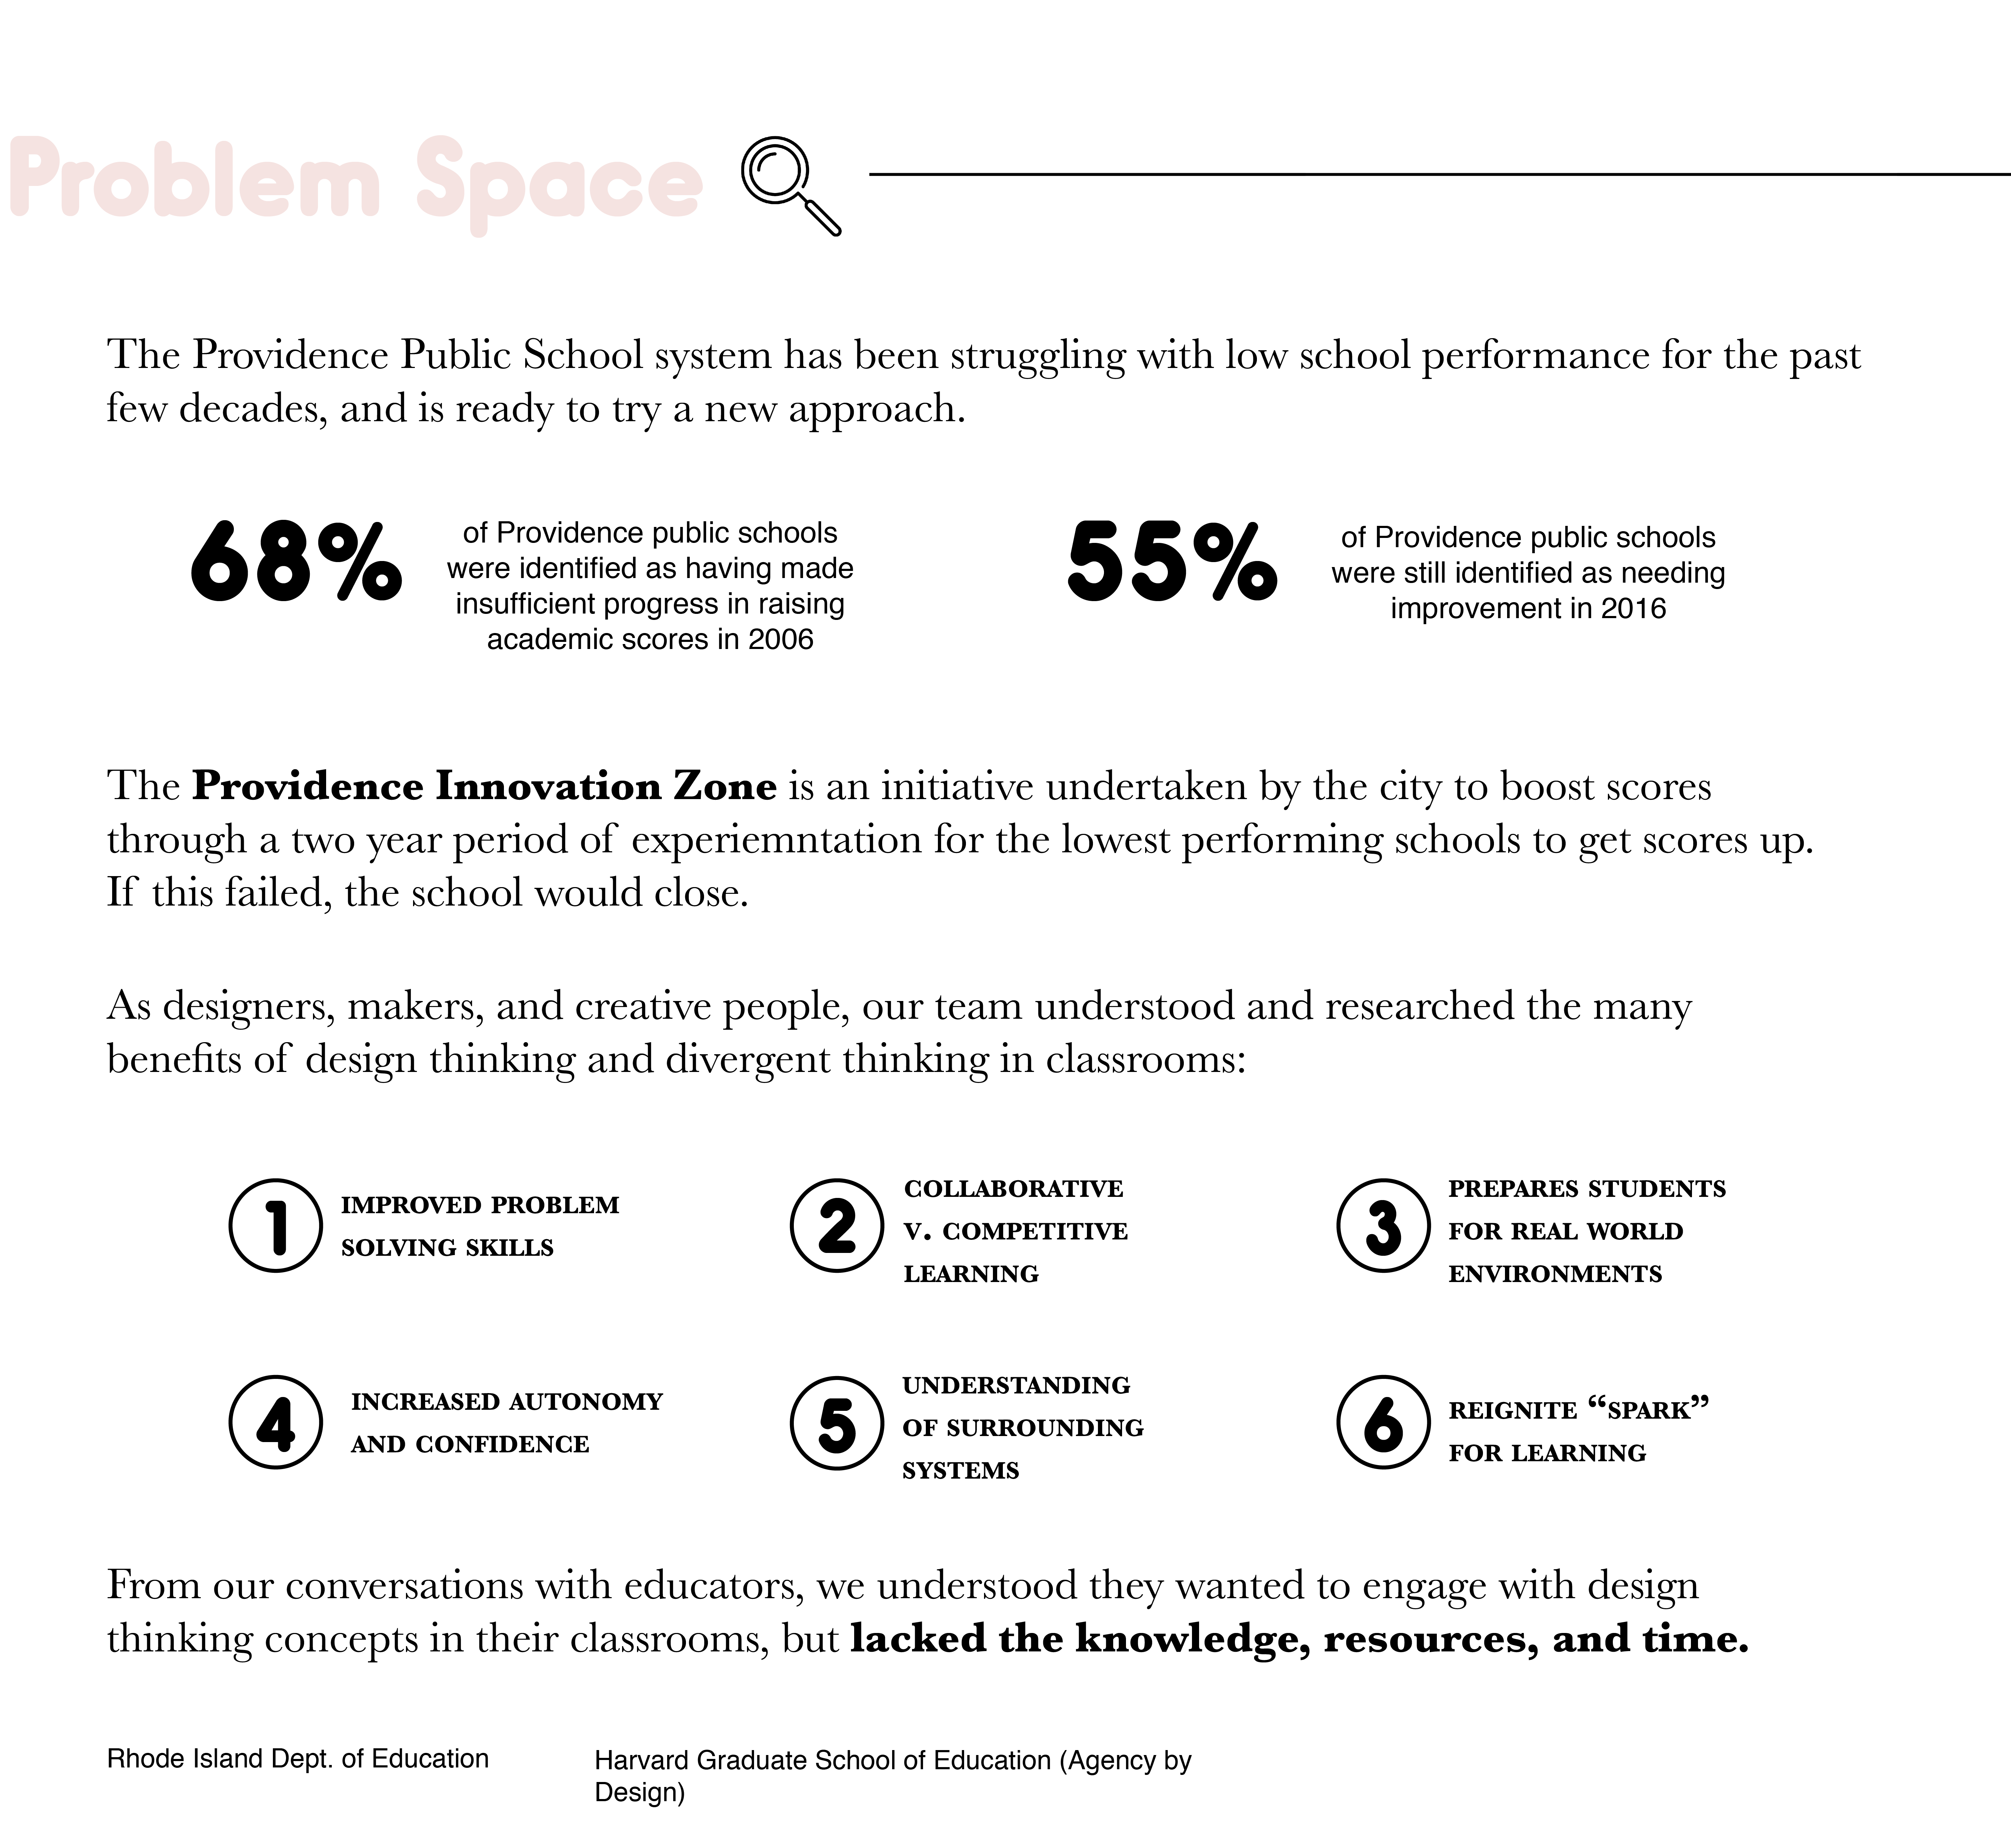 Problem Space
The Providence Public School system has been struggling with low school performance for the past
few decades, and is ready to try a new approach.
68%
of Providence public schools
were identified as having made
insufficient progress in raising
academic scores in 2006
55%
of Providence public schools
were still identified as needing
improvement in 2016
The Providence Innovation Zone is an initiative undertaken by the city to boost scores
through a two year period of experiemntation for the lowest performing schools to get scores up.
If this failed, the school would close.
As designers, makers, and creative people, our team understood and researched the many
benefits of design thinking and divergent thinking in classrooms:
1
IMPROVED PROBLEM
SOLVING SKILLS
2
COLLABORATIVE
V. COMPETITIVE
LEARNING
3
PREPARES STUDENTS
FOR REAL WORLD
ENVIRONMENTS
4
INCREASED AUTONOMY
AND CONFIDENCE
5
UNDERSTANDING
OF SURROUNDING
SYSTEMS
6
REIGNITE “SPARK”
FOR LEARNING
From our conversations with educators, we understood they wanted to engage with design
thinking concepts in their classrooms, but lacked the knowledge, resources, and time.
Rhode Island Dept. of Education
Harvard Graduate School of Education (Agency by
Design)